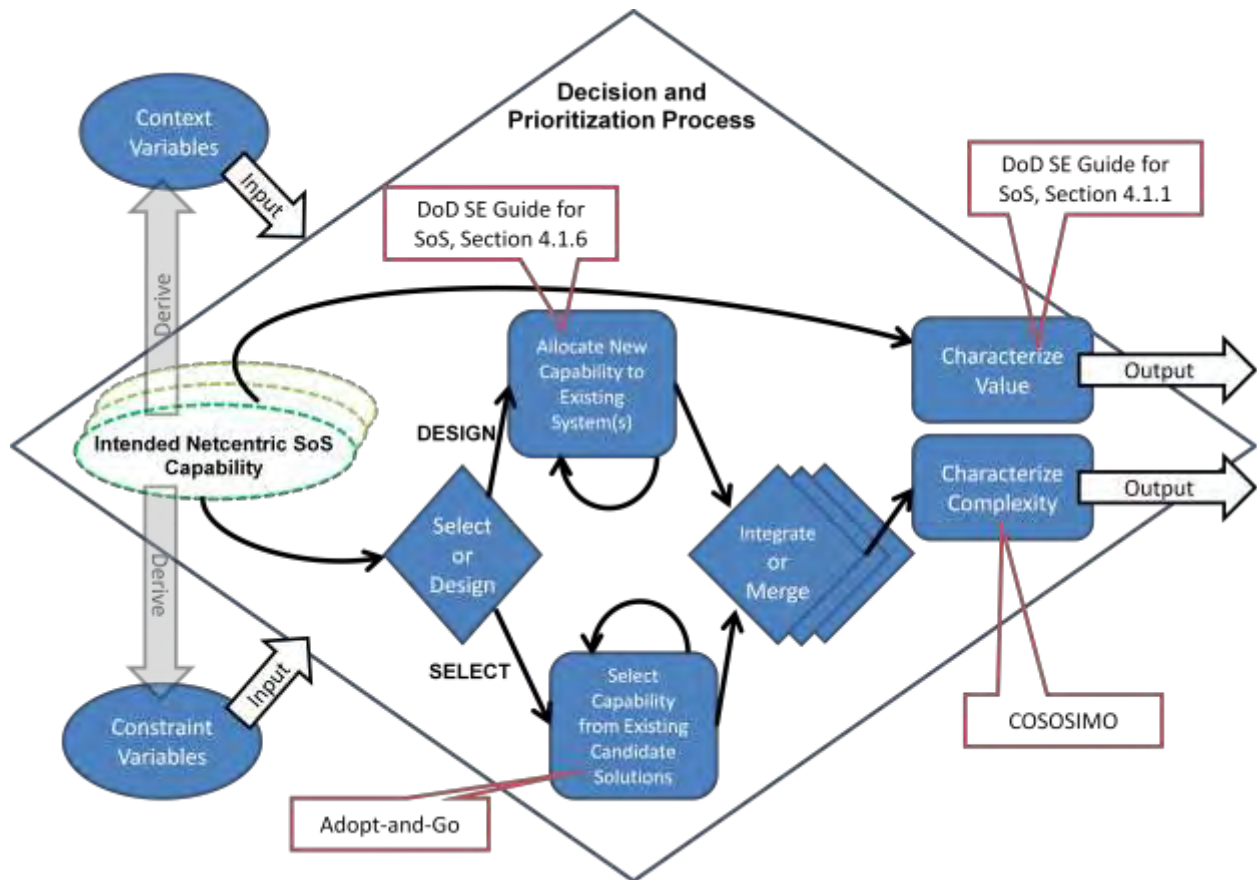 Decision and
Prioritization Process
Context
Variables
Input
DoD SE Guide for
SoS, Section 4.1.6
DoD SE Guide for
SoS, Section 4.1.1
Derive
Allocate New
Capability to
Existing
System(s)
Characterize
Value
Output
Intended Netcentric SoS
Capability
DESIGN
Characterize
Complexity
Output
Select
or
Design
Integrate
or
Merge
Derive
SELECT
Input
Select
Capability
from Existing
Candidate
Solutions
Constraint
Variables
COSOSIMO
Adopt-and-Go